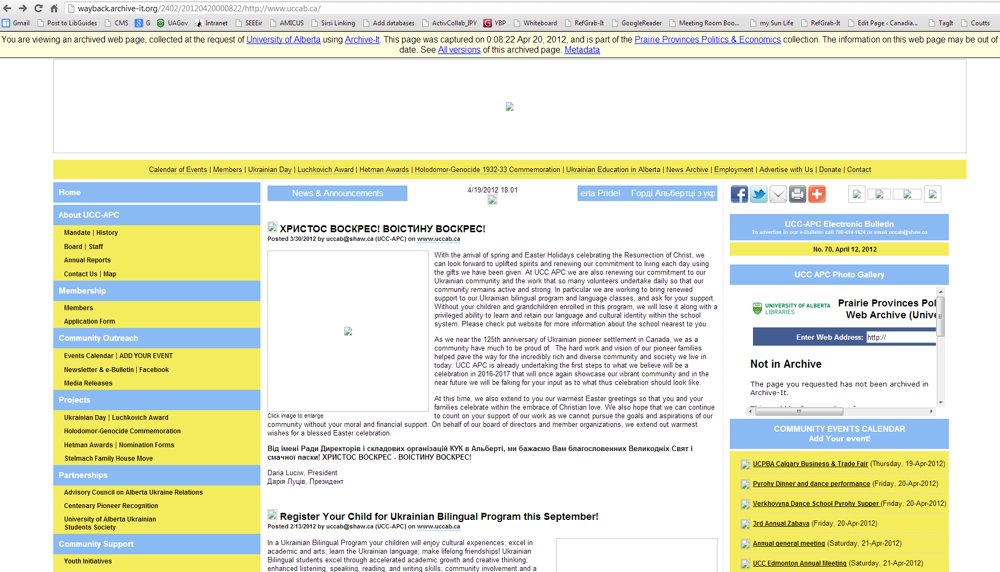 wayback.archive-it.org/2402/20120420000822/http://www.uccab.ca/
Gmail Post to LibGuides CMS G UAGov Intranet SEEEir AMICUS Sirsi Linking Add databases ActivCollab_IPY YBP Whiteboard RefGrab-It GoogleReader Meeting Room Boo... my Sun Life RefGrab-It Edit Page ‹ Canadia... TagIt Coutts
You are viewing an archived web page, collected at the request of University of Alberta using Archive-It. This page was captured on 0:08:22 Apr 20, 2012, and is part of the Prairie Provinces Politics & Economics collection. The information on this web page may be out of
date. See All versions of this archived page. Metadata
Calendar of Events | Members | Ukrainian Day | Luchkovich Award | Hetman Awards | Holodomor-Genocide 1932-33 Commemoration | Ukrainian Education in Alberta | News Archive | Employment | Advertise with Us | Donate | Contact
Home
About UCC-APC
Mandate | History
Board | Staff
Annual Reports
Contact Us | Map
Membership
Members
Application Form
Community Outreach
Events Calendar | ADD YOUR EVENT
Newsletter & e-Bulletin | Facebook
Media Releases
Projects
Ukrainian Day | Luchkovich Award
Holodomor-Genocide Commemoration
Hetman Awards | Nomination Forms
Stelmach Family House Move
Partnerships
Advisory Council on Alberta Ukraine Relations
Centenary Pioneer Recognition
University of Alberta Ukrainian
Students Society
Community Support
Youth Initiatives
News & Announcements
4/19/2012 18:01
erta Pride! Горді Альбертці з укр
ХРИСТОС ВОСКРЕС! ВОІСТИНУ ВОСКРЕС!
Posted 3/30/2012 by uccab@shaw.ca (UCC-APC) on www.uccab.ca
With the arrival of spring and Easter Holidays celebrating the Resurrection of Christ, we
can look forward to uplifted spirits and renewing our commitment to living each day using
the gifts we have been given. At UCC APC we are also renewing our commitment to our
Ukrainian community and the work that so many volunteers undertake daily so that our
community remains active and strong. In particular we are working to bring renewed
support to our Ukrainian bilingual program and language classes, and ask for your support.
Without your children and grandchildren enrolled in this program, we will lose it along with a
privileged ability to learn and retain our language and cultural identity within the school
system. Please check put website for more information about the school nearest to you.
As we near the 125th anniversary of Ukrainian pioneer settlement in Canada, we as a
community have much to be proud of. The hard work and vision of our pioneer families
helped pave the way for the incredibly rich and diverse community and society we live in
today. UCC APC is already undertaking the first steps to what we believe will be a
celebration in 2016-2017 that will once again showcase our vibrant community and in the
near future we will be faking for your input as to what thus celebration should look like.
At this time, we also extend to you our warmest Easter greetings so that you and your
families celebrate within the embrace of Christian love. We also hope that we can continue
Click image to enlarge
to count on your support of our work as we cannot pursue the goals and aspirations of our
community without your moral and financial support. On behalf of our board of directors and member organizations, we extend out warmest
wishes for a blessed Easter celebration.
Від імені Ради Директорів і складових організацій КУК в Альберті, ми бажаємо Вам благословенних Великодніх Свят і
смачної паски! ХРИСТОС ВОСКРЕС - ВОІСТИНУ ВОСКРЕС!
Daria Luciw, President
Дарія Луців, Президент
Register Your Child for Ukrainian Bilingual Program this September!
Posted 2/13/2012 by uccab@shaw.ca (UCC-APC) on www.uccab.ca
In a Ukrainian Bilingual Program your children will enjoy cultural experiences; excel in
academic and arts; learn the Ukrainian language; make lifelong friendships! Ukrainian
Bilingual students excel through accelerated academic growth and creative thinking;
enhanced listening, speaking, reading, and writing skills; community involvement and a
UCC-APC Electronic Bulletin
To advertise in our e-Bulletin call 780-414-1624 or email uccab@shaw.ca
No. 70, April 12, 2012
UCC APC Photo Gallery
UNIVERSITY OF ALBERTA
LIBRARIES
Prairie Provinces Pol
Web Archive (Unive
Enter Web Address: http://
Not in Archive
The page you requested has not been archived in
Archive-It.
COMMUNITY EVENTS CALENDAR
Add Your event!
UCPBA Calgary Business & Trade Fair (Thursday, 19-Apr-2012)
Pyrohy Dinner and dance performance (Friday, 20-Apr-2012)
Verkhovyna Dance School Pyrohy Supper (Friday, 20-Apr-2012)
3rd Annual Zabava (Friday, 20-Apr-2012)
Annual general meeting (Saturday, 21-Apr-2012)
UCC Edmonton Annual Meeting (Saturday, 21-Apr-2012)